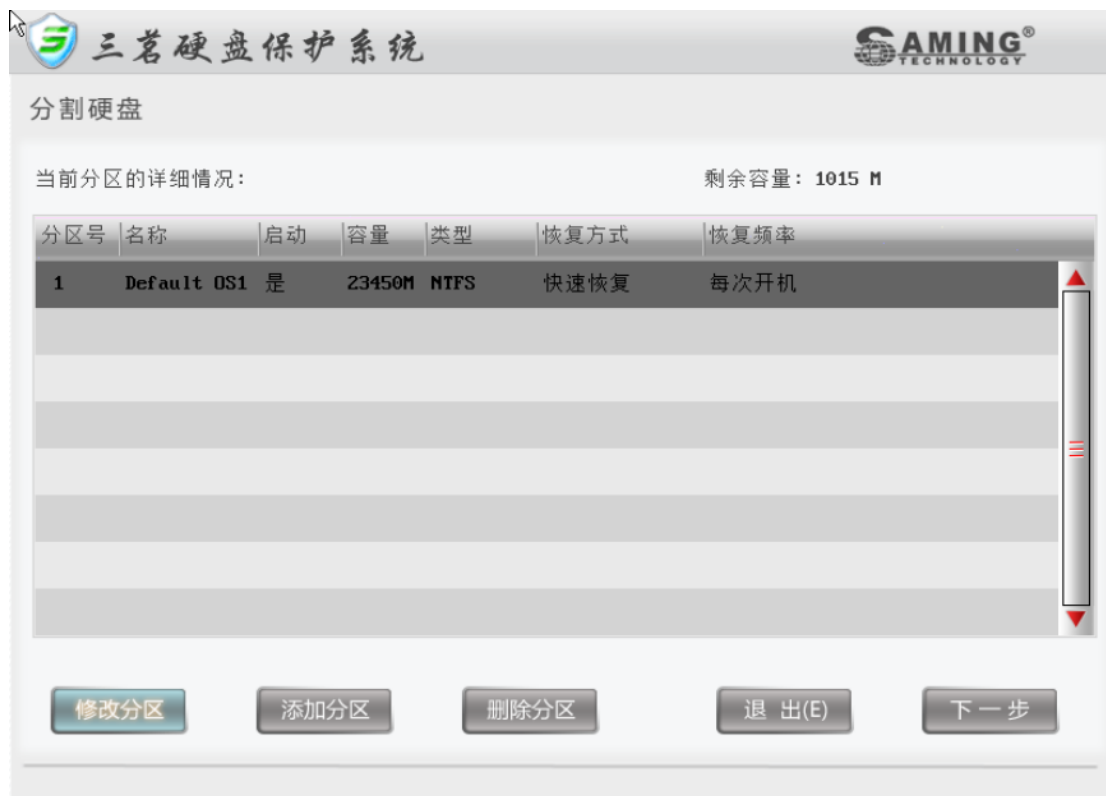 三茗硬盘保护系统 SAMING® TECHNOLOGY
分割硬盘
当前分区的详细情况: 剩余容量: 1015 M
分区号 名称 启动 容量 类型 恢复方式 恢复频率
1 Default OS1 是 23450M NTFS 快速恢复 每次开机
修改分区 添加分区 删除分区 退 出(E) 下一步